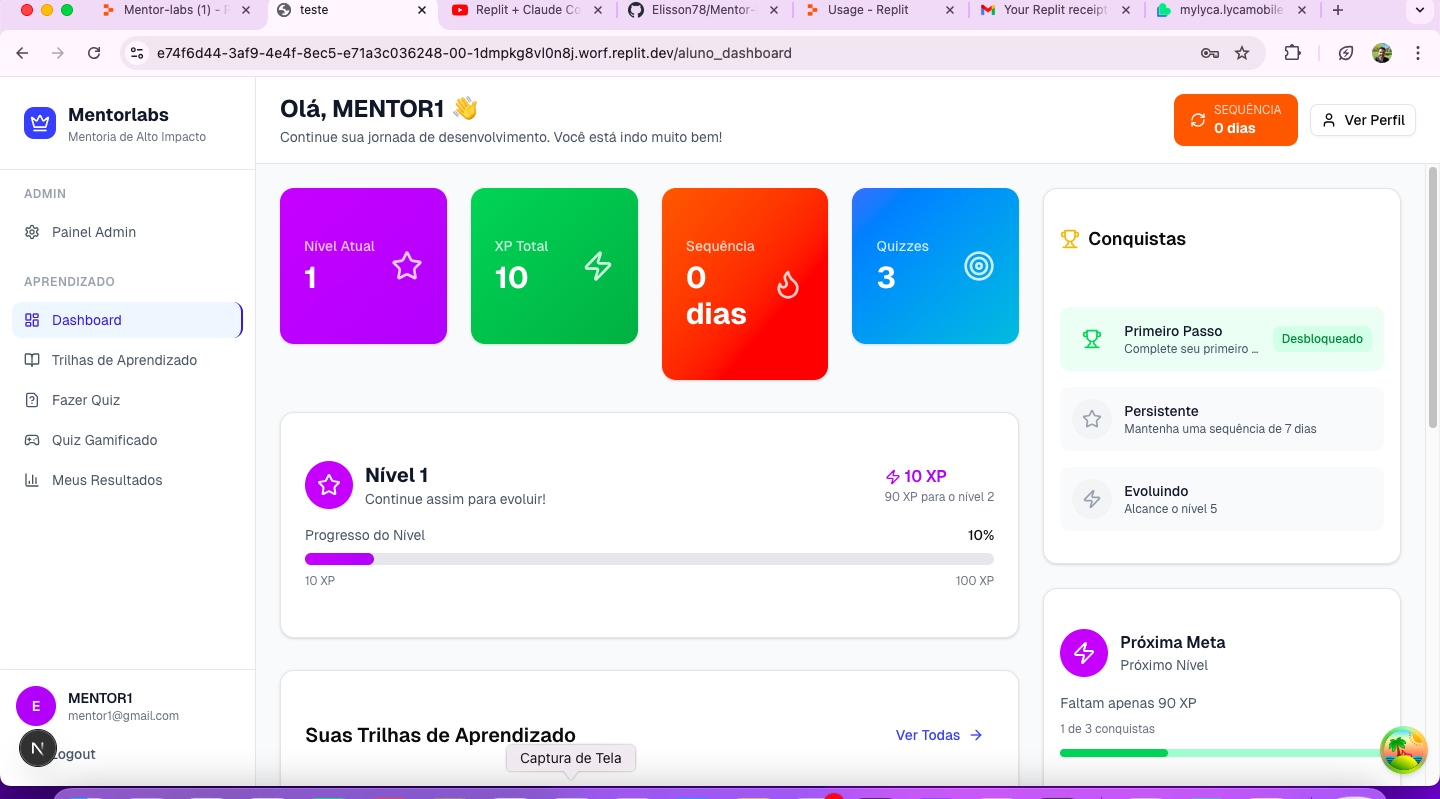 Mentor-labs (1) - R
teste
Replit + Claude Co
Elisson78/Mentor-
Usage - Replit
Your Replit receipt
mylyca.lycamobile
e74f6d44-3af9-4e4f-8ec5-e71a3c036248-00-1dmpkg8vl0n8j.worf.replit.dev/aluno_dashboard
Mentorlabs
Mentoria de Alto Impacto
ADMIN
Painel Admin
APRENDIZADO
Dashboard
Trilhas de Aprendizado
Fazer Quiz
Quiz Gamificado
Meus Resultados
E
MENTOR1
mentor1@gmail.com
N
Logout
Olá, MENTOR1 👋
Continue sua jornada de desenvolvimento. Você está indo muito bem!
SEQUÊNCIA
0 dias
Ver Perfil
Nível Atual
1
XP Total
10
Sequência
0
dias
Quizzes
3
Nível 1
Continue assim para evoluir!
10 XP
90 XP para o nível 2
Progresso do Nível
10%
10 XP
100 XP
Suas Trilhas de Aprendizado
Ver Todas
Captura de Tela
Conquistas
Primeiro Passo
Complete seu primeiro ...
Desbloqueado
Persistente
Mantenha uma sequência de 7 dias
Evoluindo
Alcance o nível 5
Próxima Meta
Próximo Nível
Faltam apenas 90 XP
1 de 3 conquistas